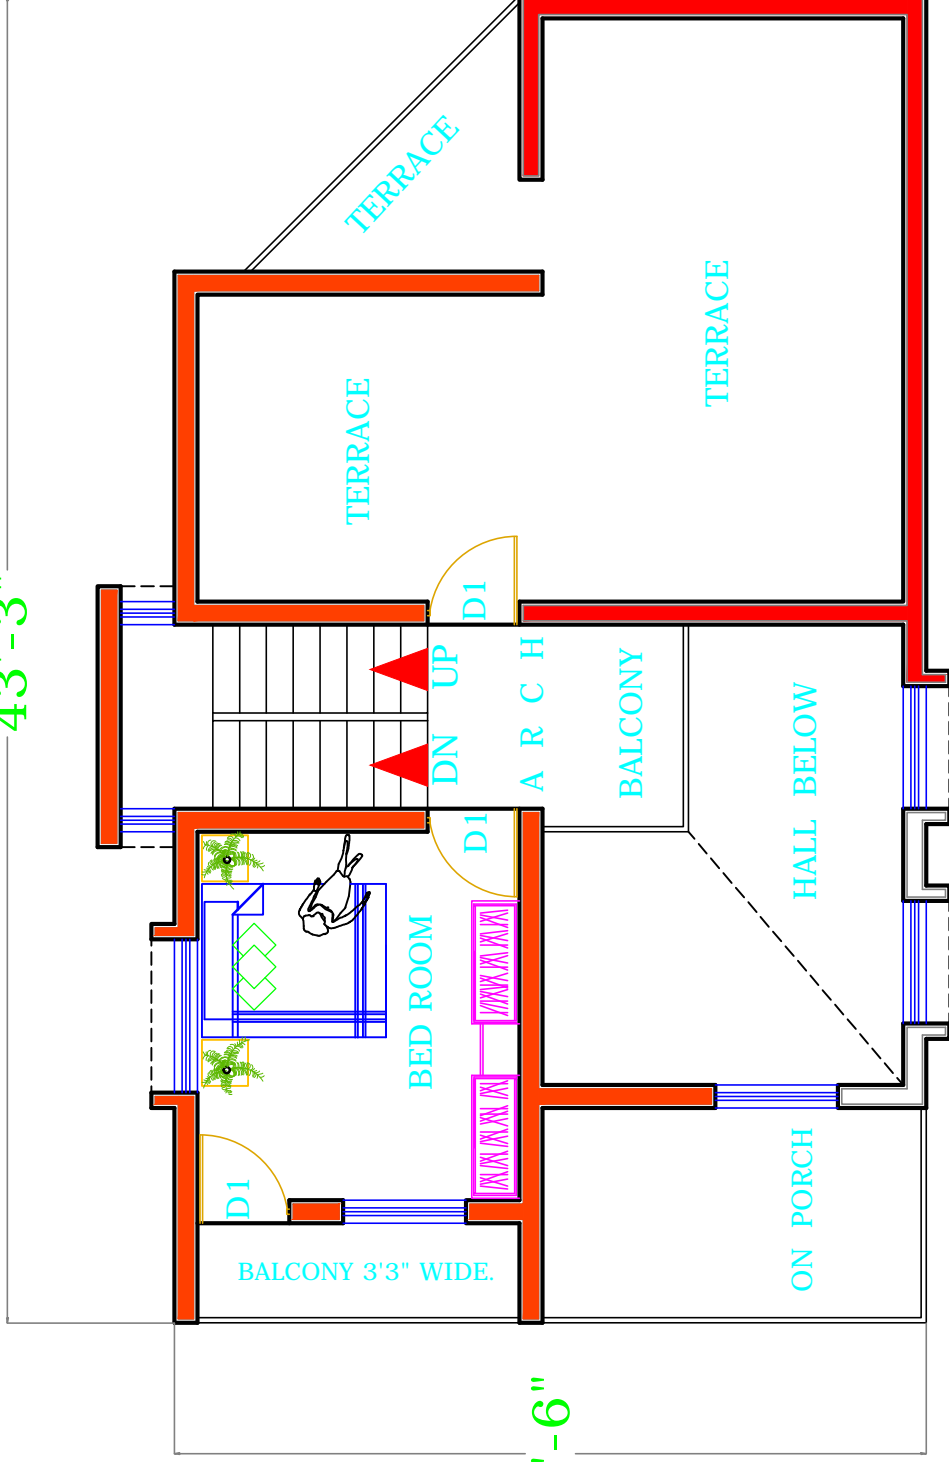 TERRACE
TERRACE
TERRACE
D1
43'-3"
UP
ARCH
BALCONY
HALL BELOW
DN
D1
BED ROOM
D1
ON PORCH
BALCONY 3'3" WIDE.
'-6"